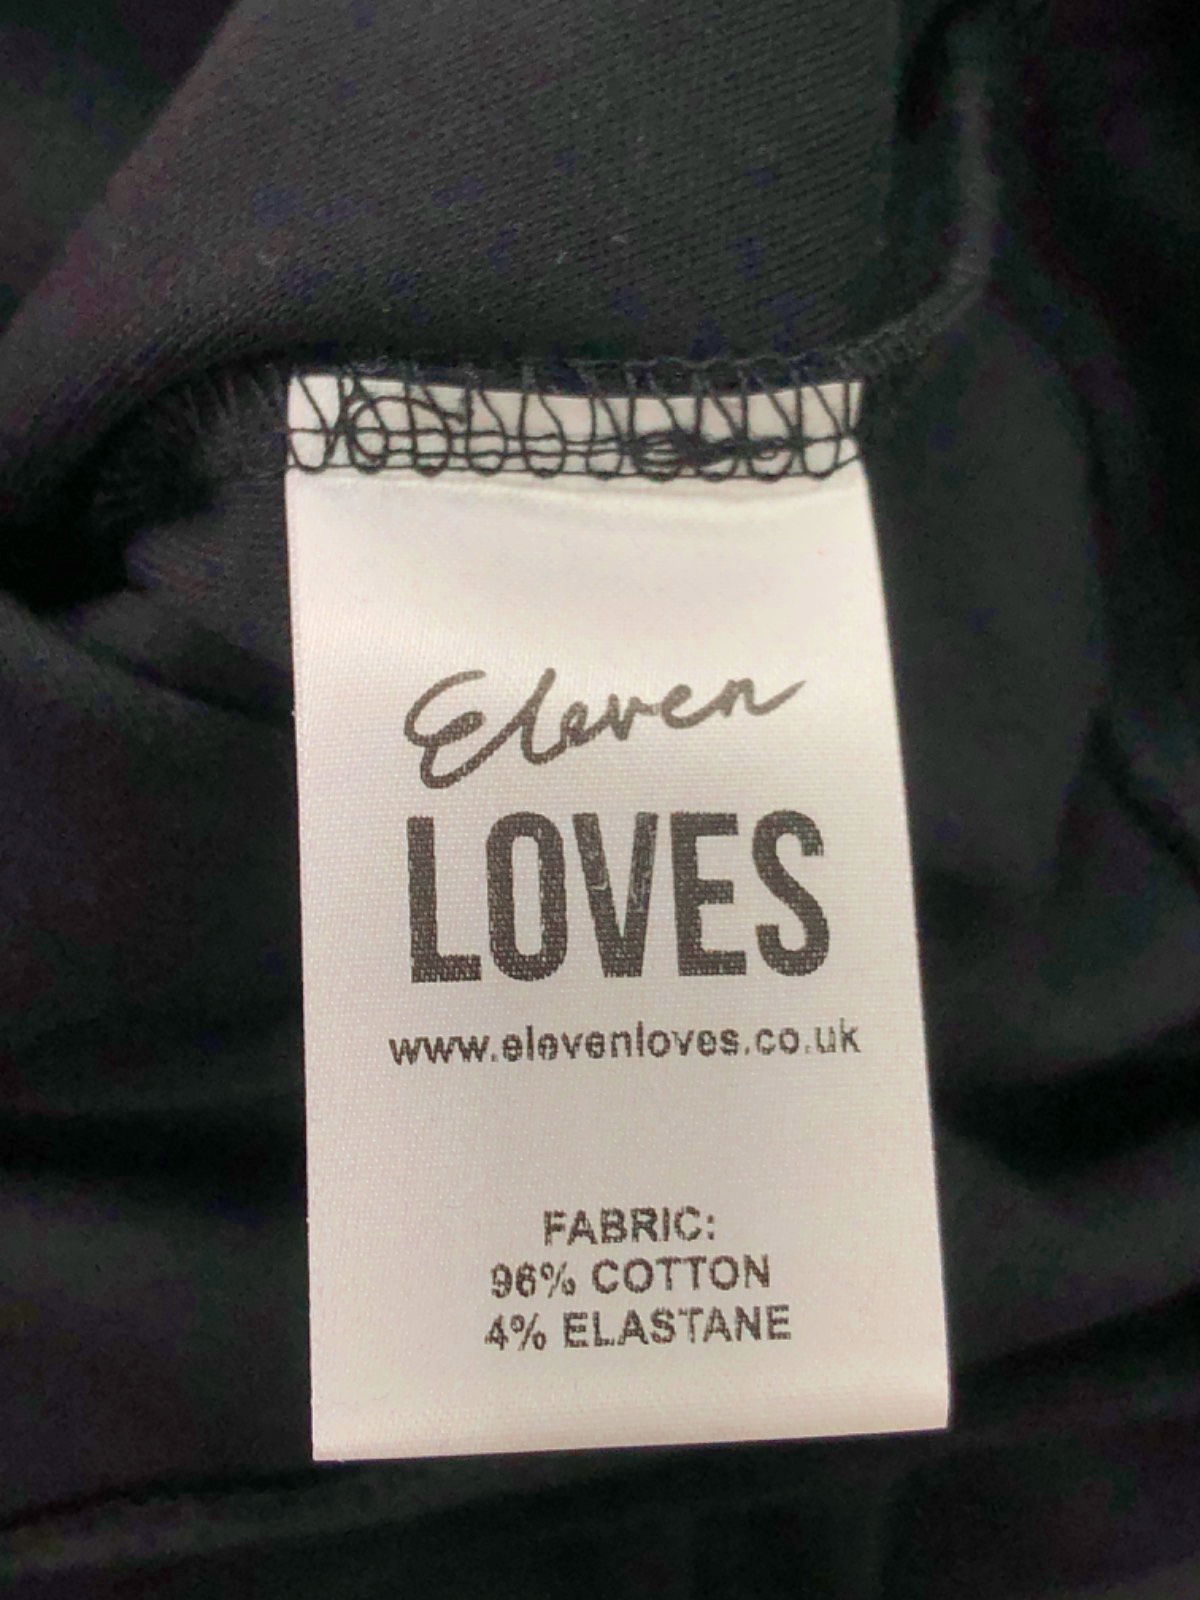 Eleven
LOVES
www.elevenloves.co.uk
FABRIC:
96% COTTON
4% ELASTANE